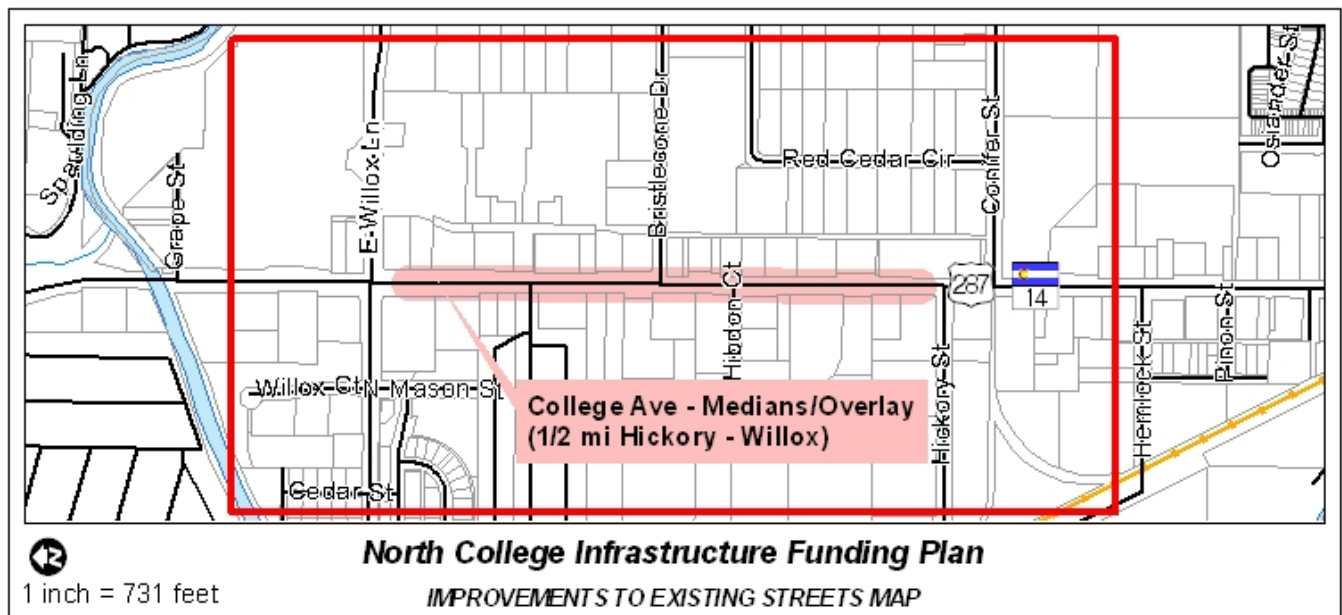 Spaulding Ln
Grape St
E Willox Ln
Bristlecone Dr
Red Cedar Cir
Conifer St
Osiander St
Hibdon Ct
287
14
Willox Ct
N Mason St
Cedar St
Hickory St
Hemlock St
Pinon St
College Ave - Medians/Overlay
(1/2 mi Hickory - Willox)
1 inch = 731 feet
North College Infrastructure Funding Plan
IMPROVEMENTS TO EXISTING STREETS MAP